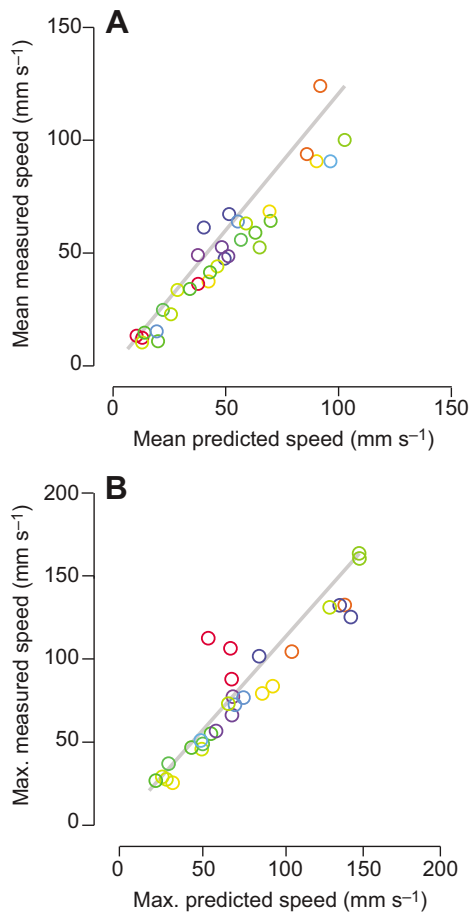 A
150
100
50
0
Mean measured speed (mm s⁻¹)
0 50 100 150
Mean predicted speed (mm s⁻¹)
B
200
150
100
50
0
Max. measured speed (mm s⁻¹)
0 50 100 150 200
Max. predicted speed (mm s⁻¹)